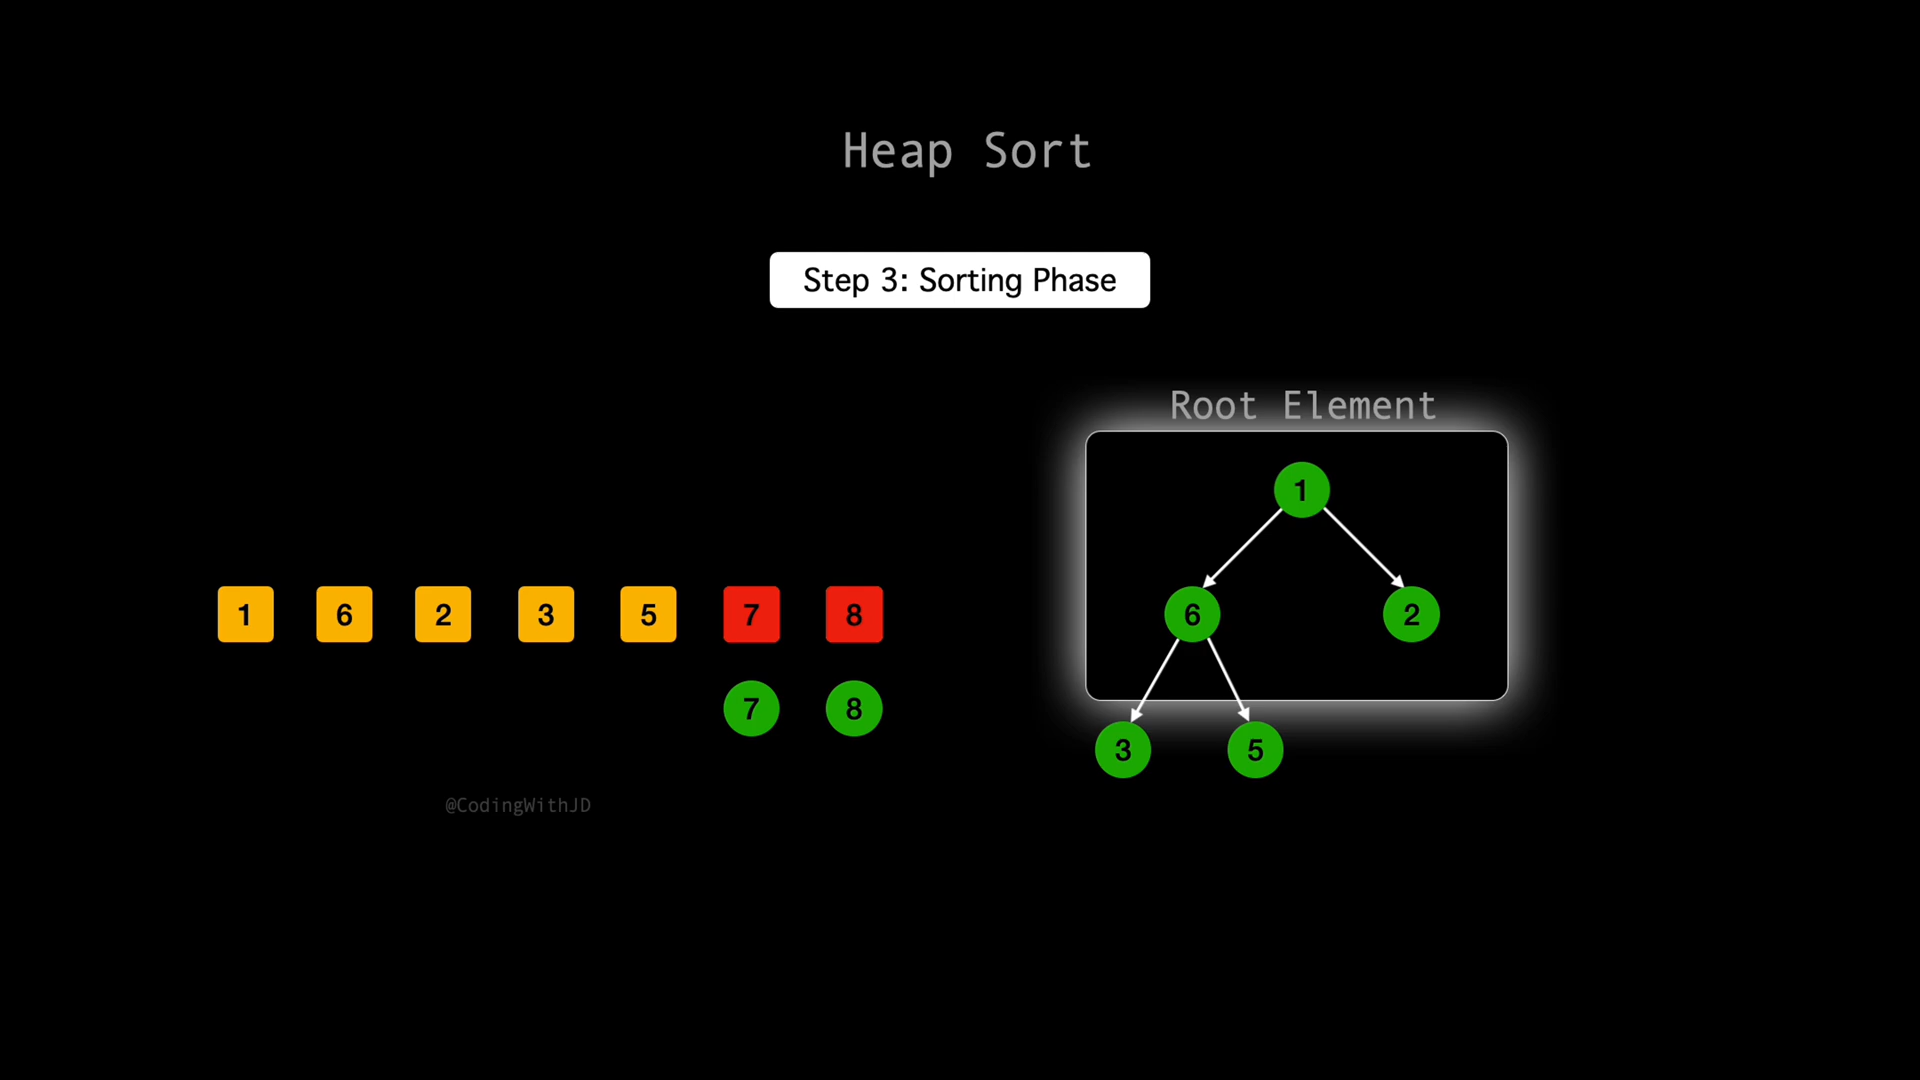 Heap Sort
Step 3: Sorting Phase
Root Element
1
6 2
3 5
1 6 2 3 5 7 8
7 8
@CodingWithJD